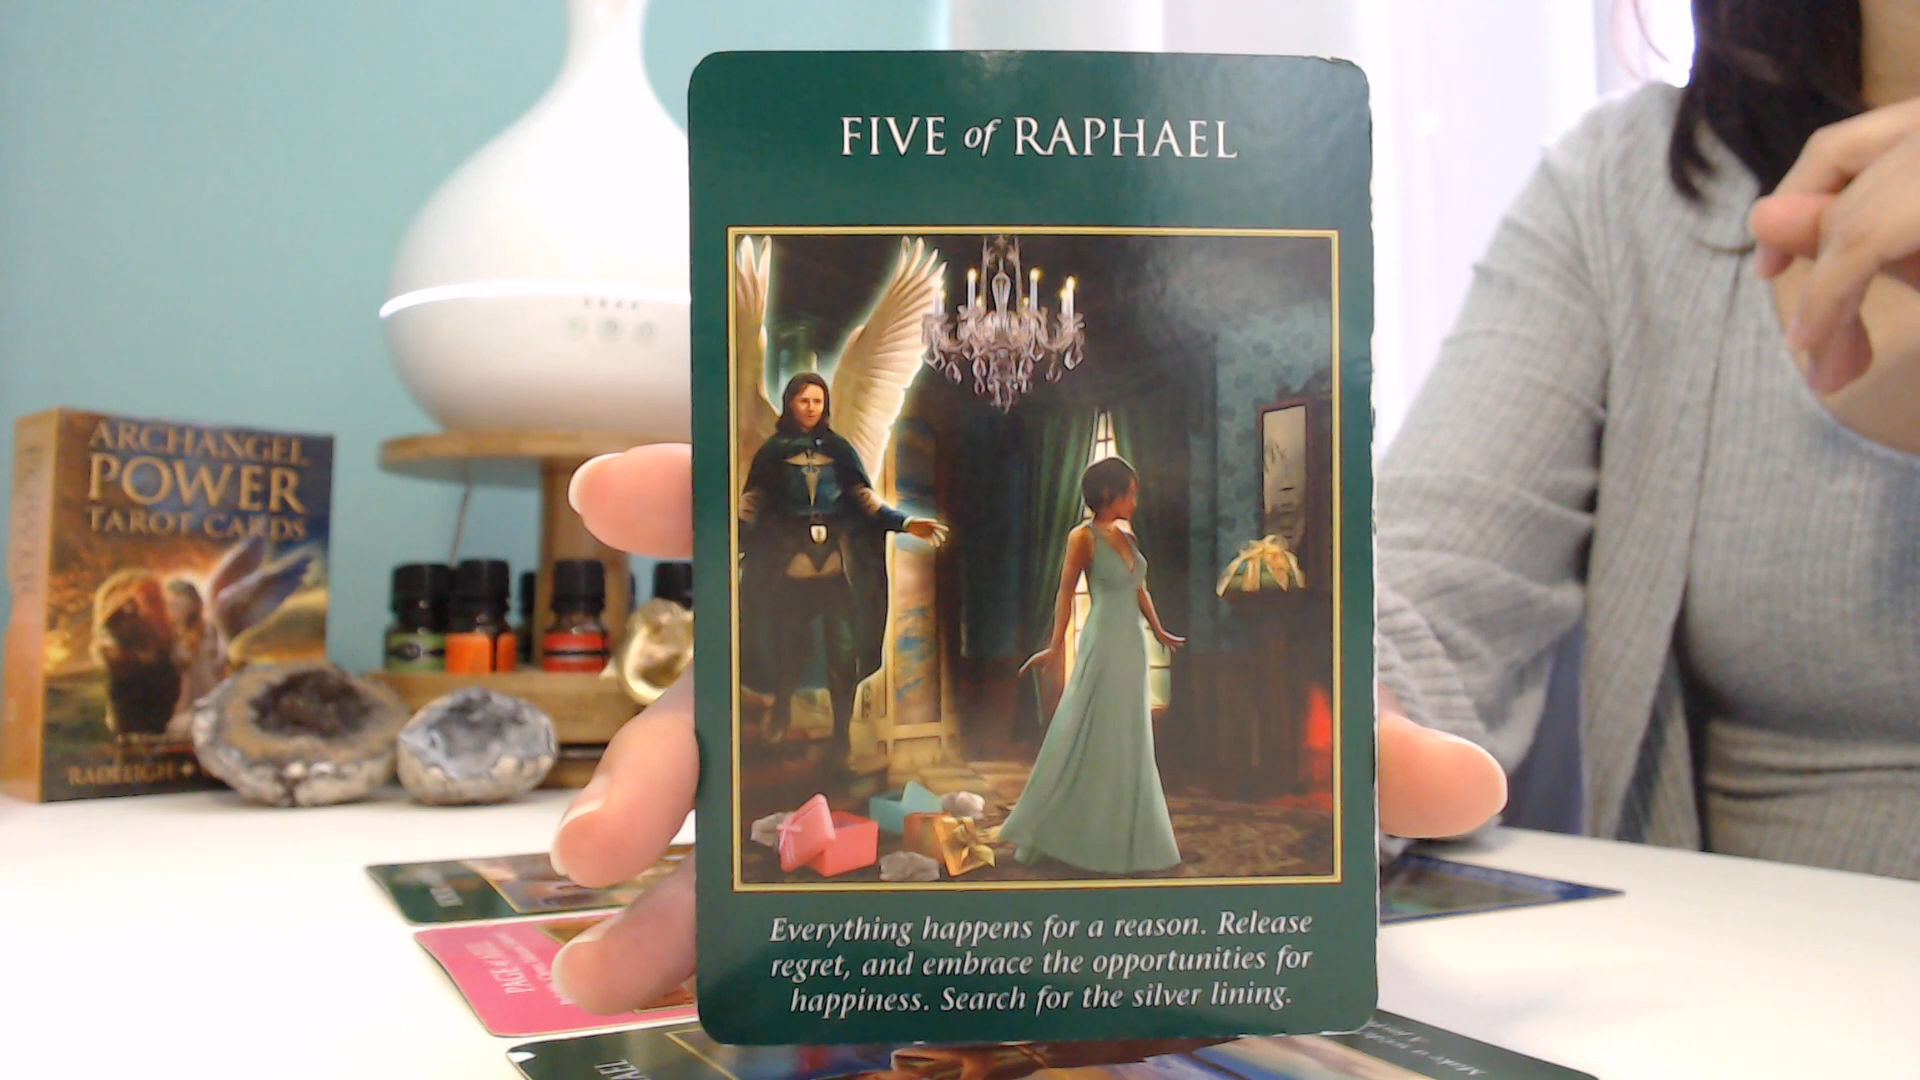 FIVE of RAPHAEL
Everything happens for a reason. Release
regret, and embrace the opportunities for
happiness. Search for the silver lining.
ARCHANGEL
POWER
TAROT CARDS
RADLEIGH
PAGE of